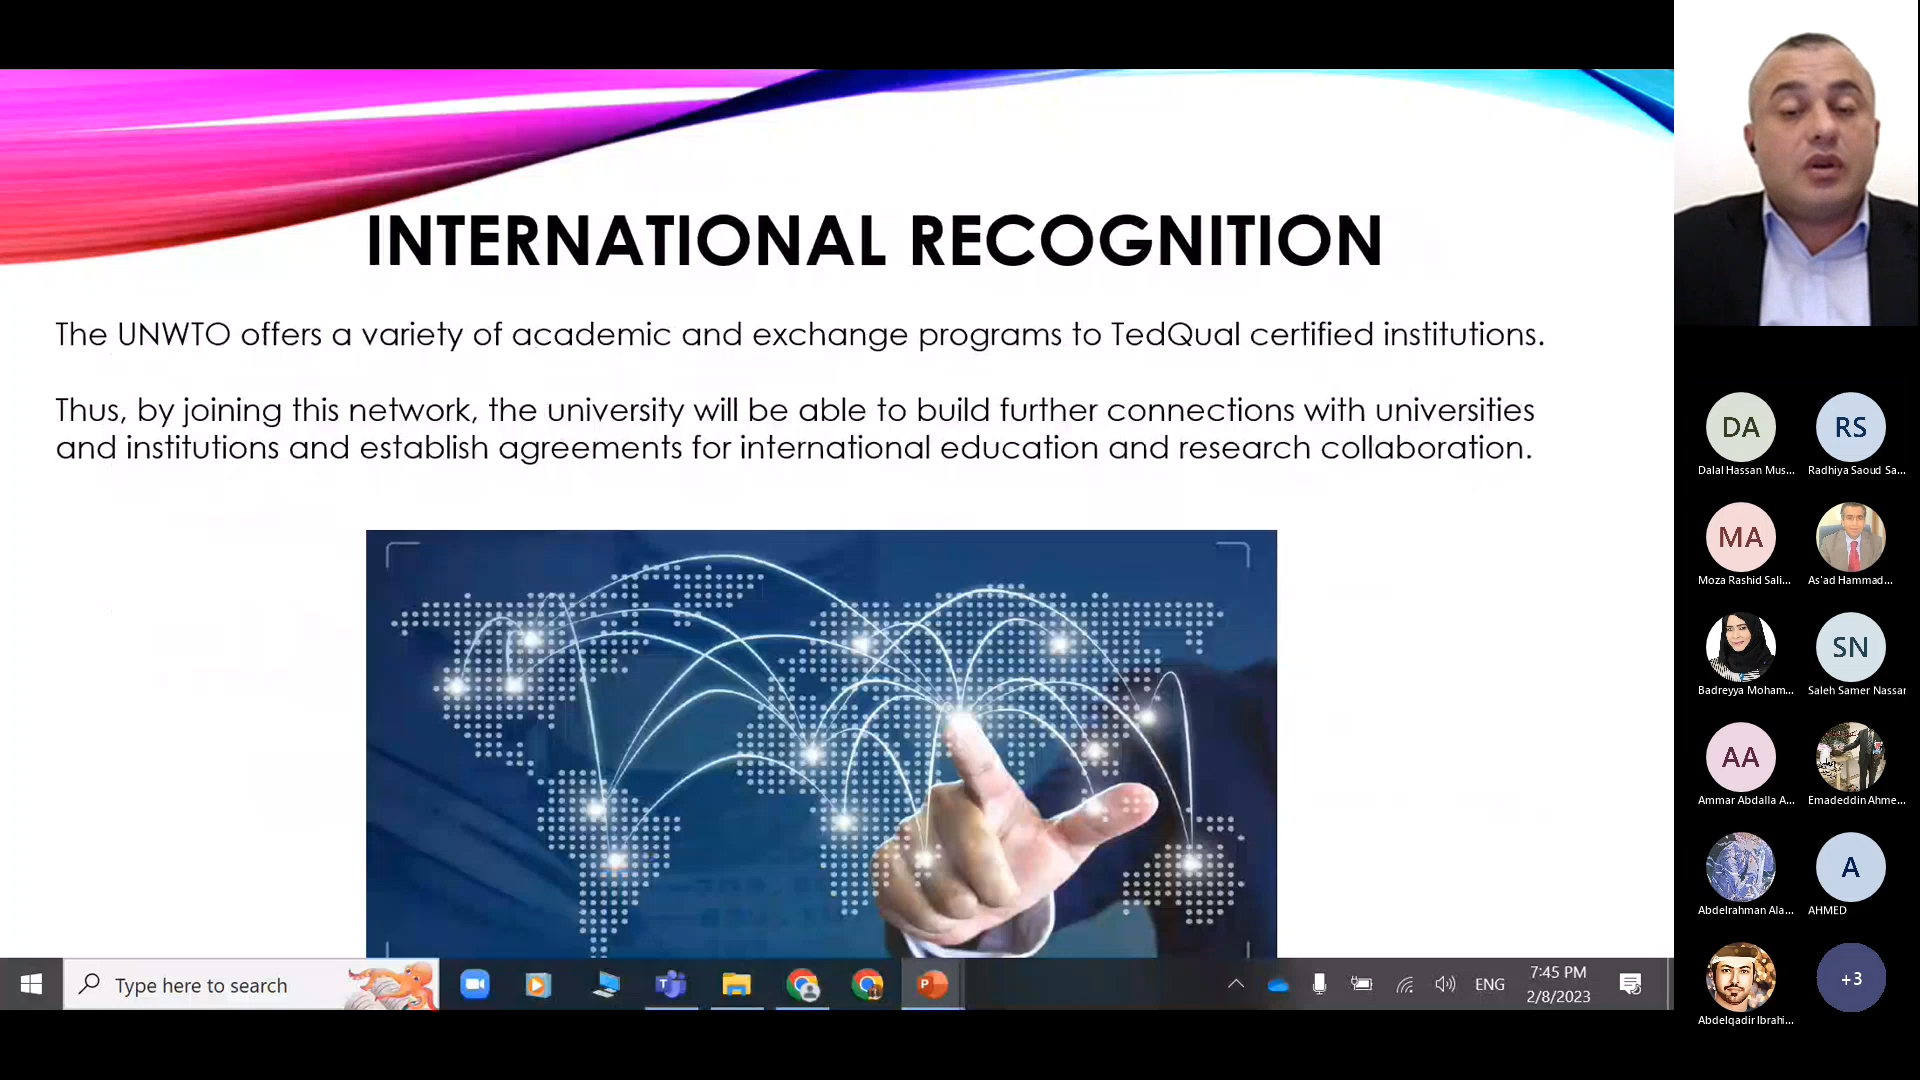 INTERNATIONAL RECOGNITION
The UNWTO offers a variety of academic and exchange programs to TedQual certified institutions.
Thus, by joining this network, the university will be able to build further connections with universities
and institutions and establish agreements for international education and research collaboration.
Type here to search
ENG
7:45 PM
2/8/2023
DA
Dalal Hassan Mus...
RS
Radhiya Saoud Sa...
MA
Moza Rashid Sali...
As'ad Hammad...
Badreyya Moham...
SN
Saleh Samer Nassar
AA
Ammar Abdalla A...
Emadeddin Ahme...
Abdelrahman Ala...
A
AHMED
Abdelqadir Ibrahi...
+3